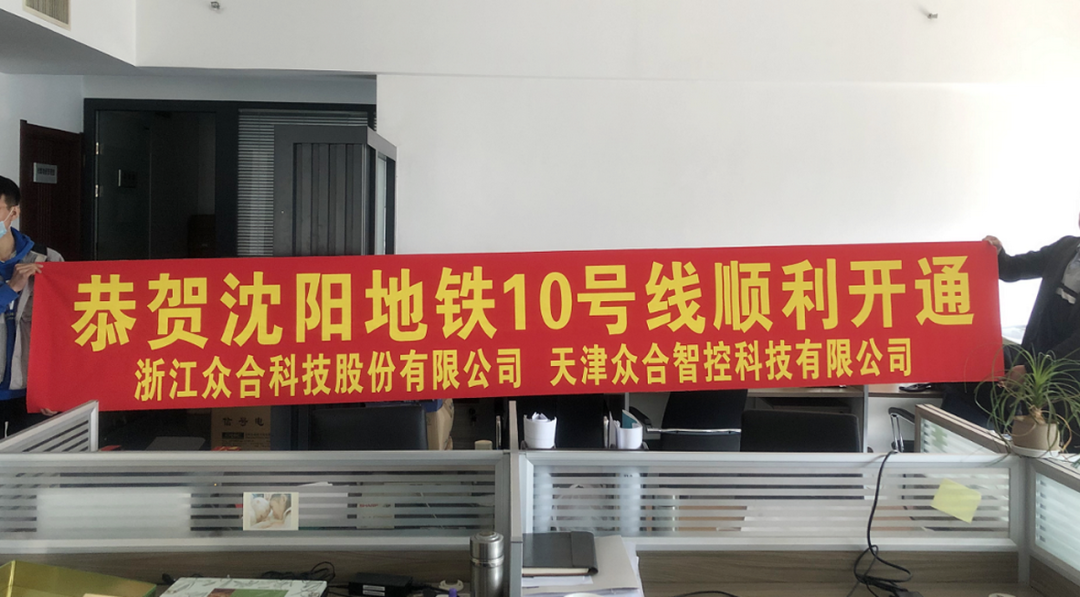 恭贺沈阳地铁10号线顺利开通
浙江众合科技股份有限公司 天津众合智控科技有限公司